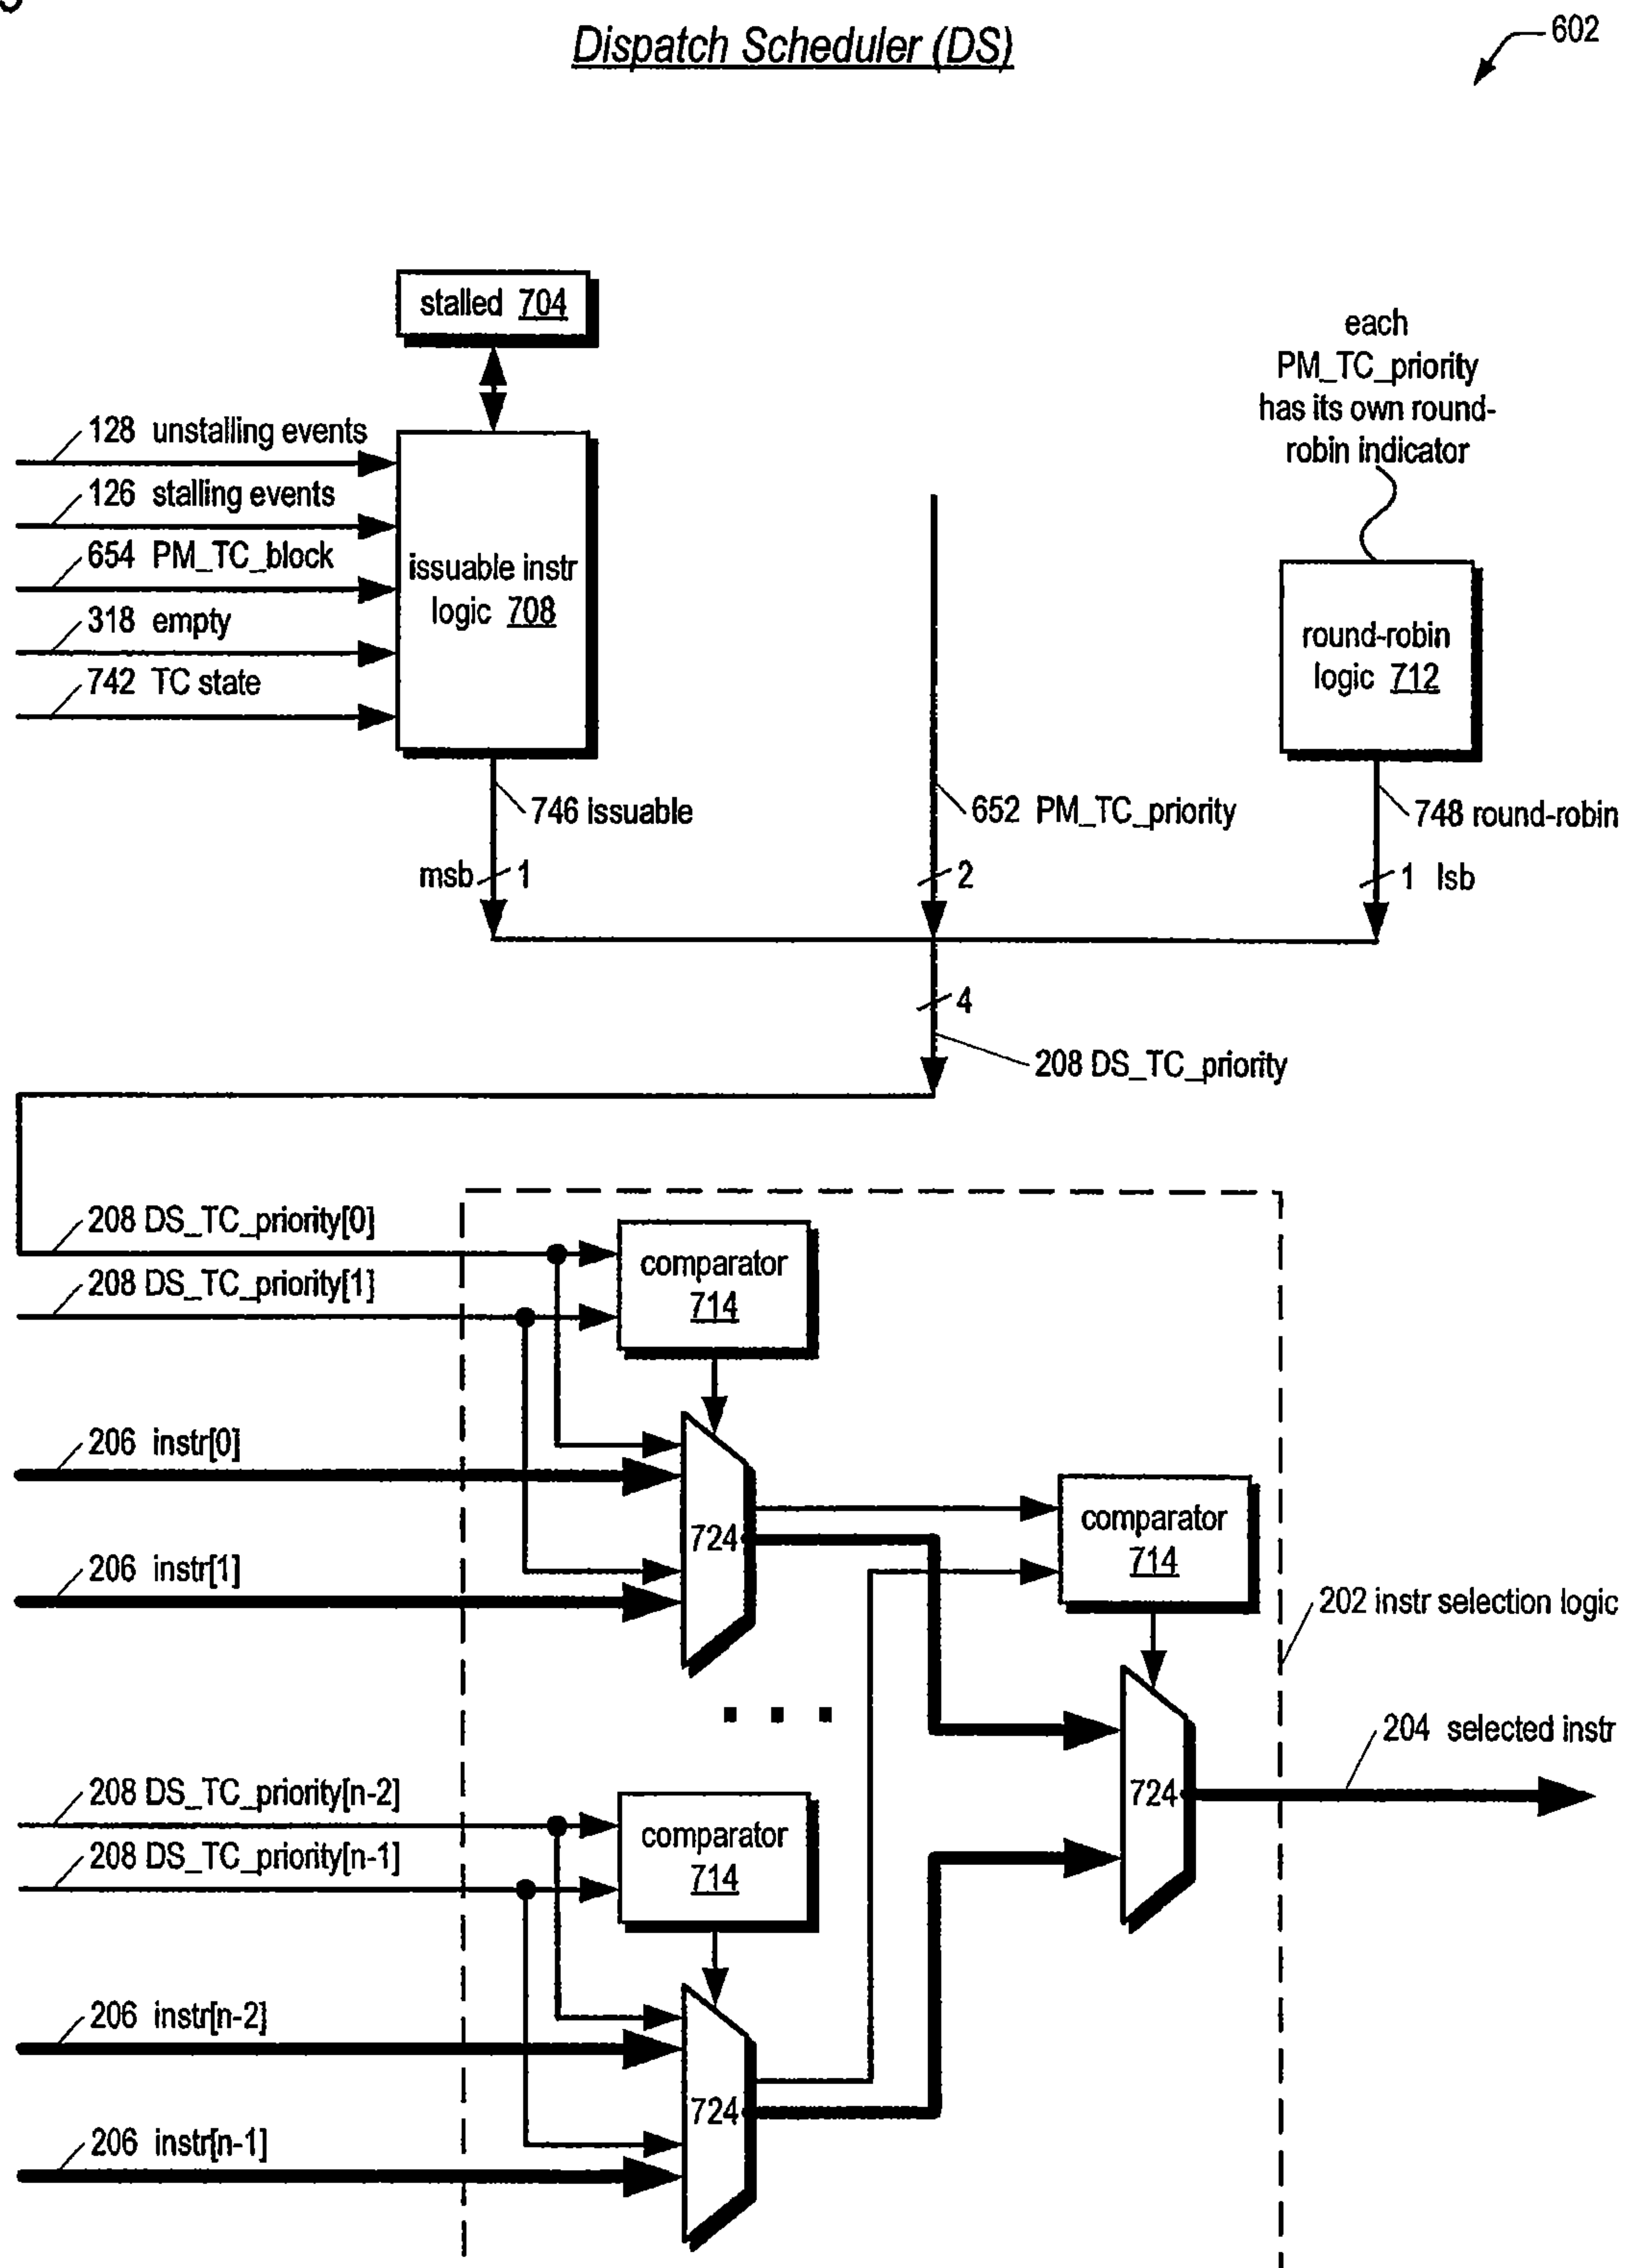 Dispatch Scheduler (DS)
602
stalled 704
each
PM_TC_priority
has its own round-
robin indicator
128 unstalling events
126 stalling events
654 PM_TC_block
318 empty
742 TC state
issuable instr
logic 708
round-robin
logic 712
746 issuable
652 PM_TC_priority
748 round-robin
msb 1
2
1 lsb
4
208 DS_TC_priority
208 DS_TC_priority[0]
208 DS_TC_priority[1]
comparator
714
206 instr[0]
206 instr[1]
724
comparator
714
202 instr selection logic
. . .
204 selected instr
724
208 DS_TC_priority[n-2]
208 DS_TC_priority[n-1]
comparator
714
206 instr[n-2]
206 instr[n-1]
724